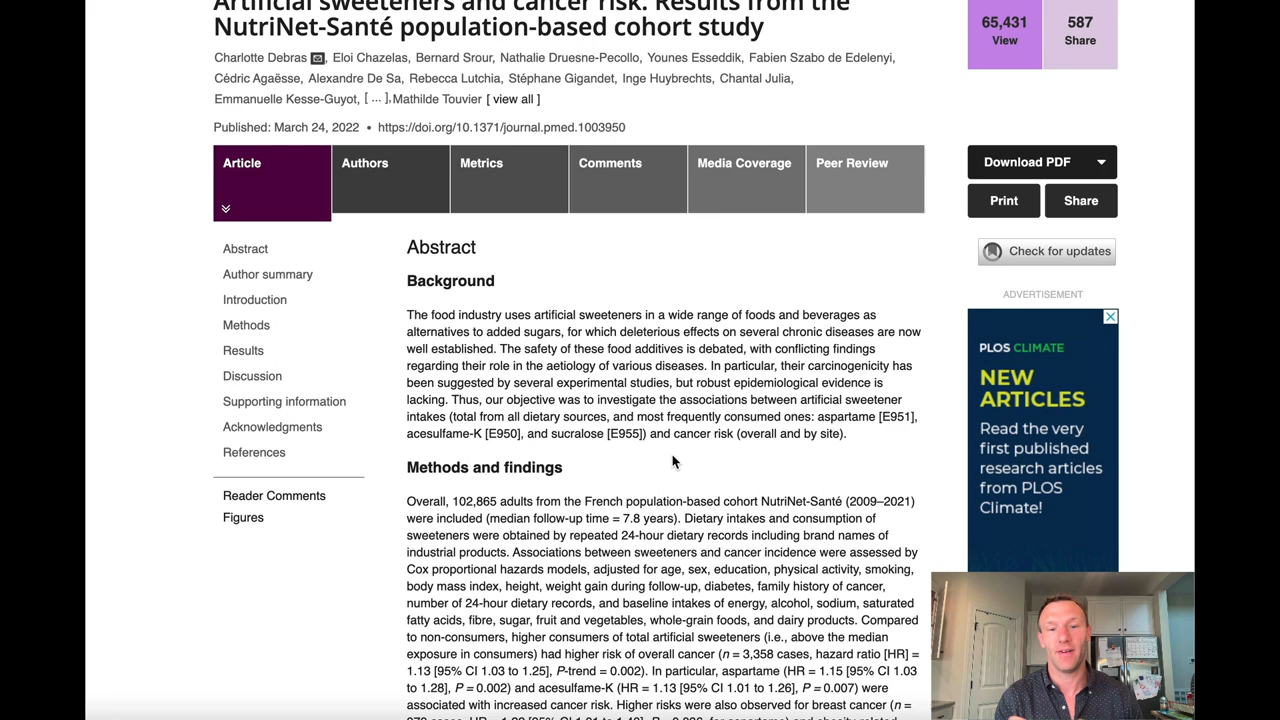 Artificial sweeteners and cancer risk: Results from the
NutriNet-Santé population-based cohort study
Charlotte Debras, Eloi Chazelas, Bernard Srour, Nathalie Druesne-Pecollo, Younes Esseddik, Fabien Szabo de Edelenyi,
Cédric Agaësse, Alexandre De Sa, Rebecca Lutchia, Stéphane Gigandet, Inge Huybrechts, Chantal Julia,
Emmanuelle Kesse-Guyot, [ ... ], Mathilde Touvier [ view all ]
Published: March 24, 2022 • https://doi.org/10.1371/journal.pmed.1003950
65,431
View
587
Share
Article
Authors
Metrics
Comments
Media Coverage
Peer Review
Download PDF
Print
Share
Check for updates
Abstract
Author summary
Introduction
Methods
Results
Discussion
Supporting information
Acknowledgments
References
Reader Comments
Figures
Abstract
Background
The food industry uses artificial sweeteners in a wide range of foods and beverages as
alternatives to added sugars, for which deleterious effects on several chronic diseases are now
well established. The safety of these food additives is debated, with conflicting findings
regarding their role in the aetiology of various diseases. In particular, their carcinogenicity has
been suggested by several experimental studies, but robust epidemiological evidence is
lacking. Thus, our objective was to investigate the associations between artificial sweetener
intakes (total from all dietary sources, and most frequently consumed ones: aspartame [E951],
acesulfame-K [E950], and sucralose [E955]) and cancer risk (overall and by site).
Methods and findings
Overall, 102,865 adults from the French population-based cohort NutriNet-Santé (2009–2021)
were included (median follow-up time = 7.8 years). Dietary intakes and consumption of
sweeteners were obtained by repeated 24-hour dietary records including brand names of
industrial products. Associations between sweeteners and cancer incidence were assessed by
Cox proportional hazards models, adjusted for age, sex, education, physical activity, smoking,
body mass index, height, weight gain during follow-up, diabetes, family history of cancer,
number of 24-hour dietary records, and baseline intakes of energy, alcohol, sodium, saturated
fatty acids, fibre, sugar, fruit and vegetables, whole-grain foods, and dairy products. Compared
to non-consumers, higher consumers of total artificial sweeteners (i.e., above the median
exposure in consumers) had higher risk of overall cancer (n = 3,358 cases, hazard ratio [HR] =
1.13 [95% CI 1.03 to 1.25], P-trend = 0.002). In particular, aspartame (HR = 1.15 [95% CI 1.03
to 1.28], P = 0.002) and acesulfame-K (HR = 1.13 [95% CI 1.01 to 1.26], P = 0.007) were
associated with increased cancer risk. Higher risks were also observed for breast cancer (n =
ADVERTISEMENT
PLOS CLIMATE
NEW
ARTICLES
Read the very
first published
research articles
from PLOS
Climate!